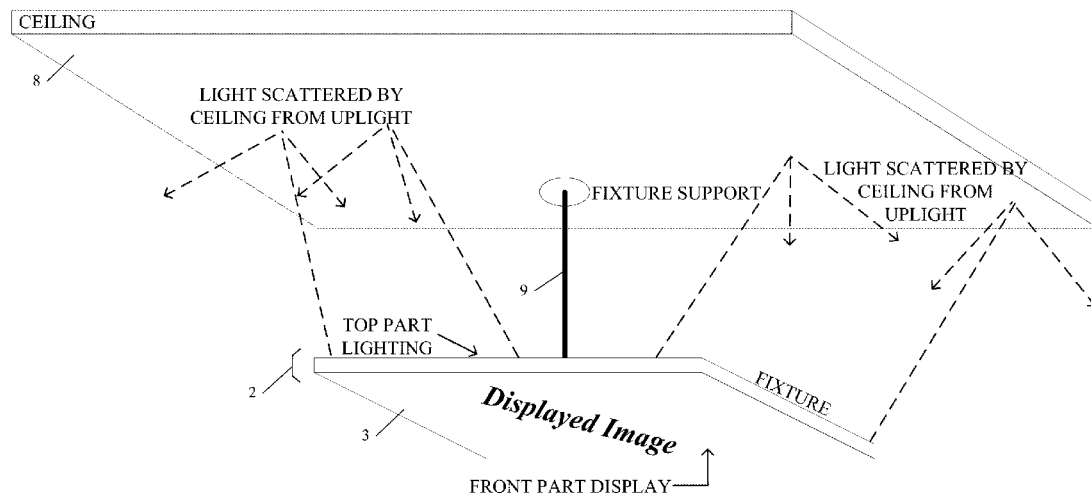 CEILING
8
LIGHT SCATTERED BY
CEILING FROM UPLIGHT
LIGHT SCATTERED BY
CEILING FROM
UPLIGHT
FIXTURE SUPPORT
9
TOP PART
LIGHTING
2
FIXTURE
3
Displayed Image
FRONT PART DISPLAY